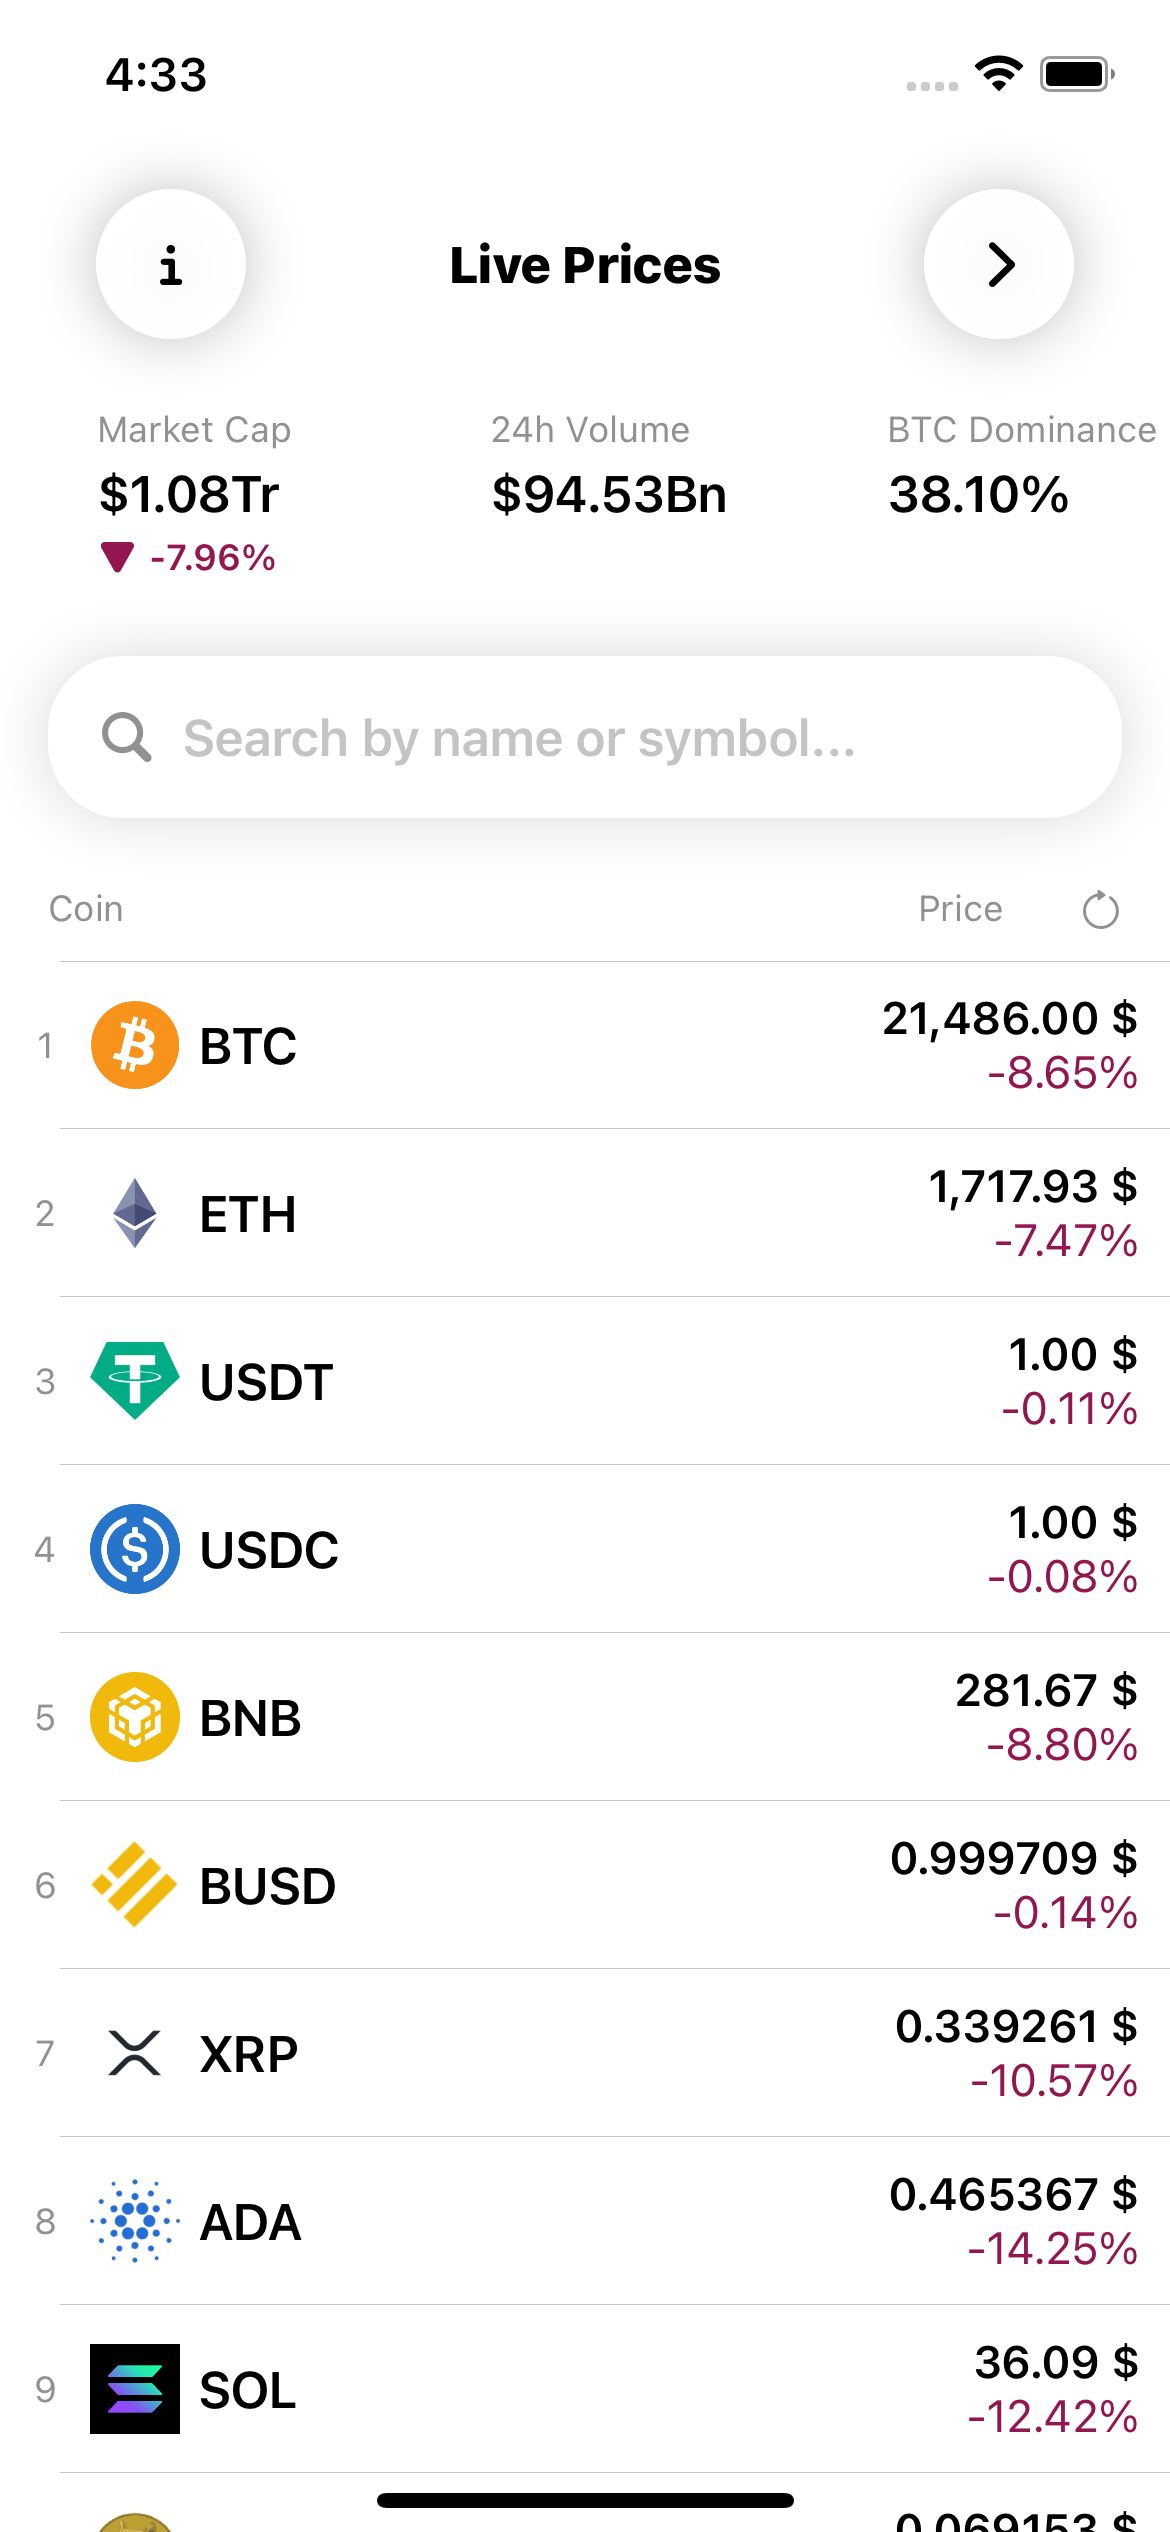 4:33
i
Live Prices
Market Cap
24h Volume
BTC Dominance
$1.08Tr
$94.53Bn
38.10%
-7.96%
Search by name or symbol...
Coin
Price
1
BTC
21,486.00 $
-8.65%
2
ETH
1,717.93 $
-7.47%
3
USDT
1.00 $
-0.11%
4
USDC
1.00 $
-0.08%
5
BNB
281.67 $
-8.80%
6
BUSD
0.999709 $
-0.14%
7
XRP
0.339261 $
-10.57%
8
ADA
0.465367 $
-14.25%
9
SOL
36.09 $
-12.42%
0.069153 $